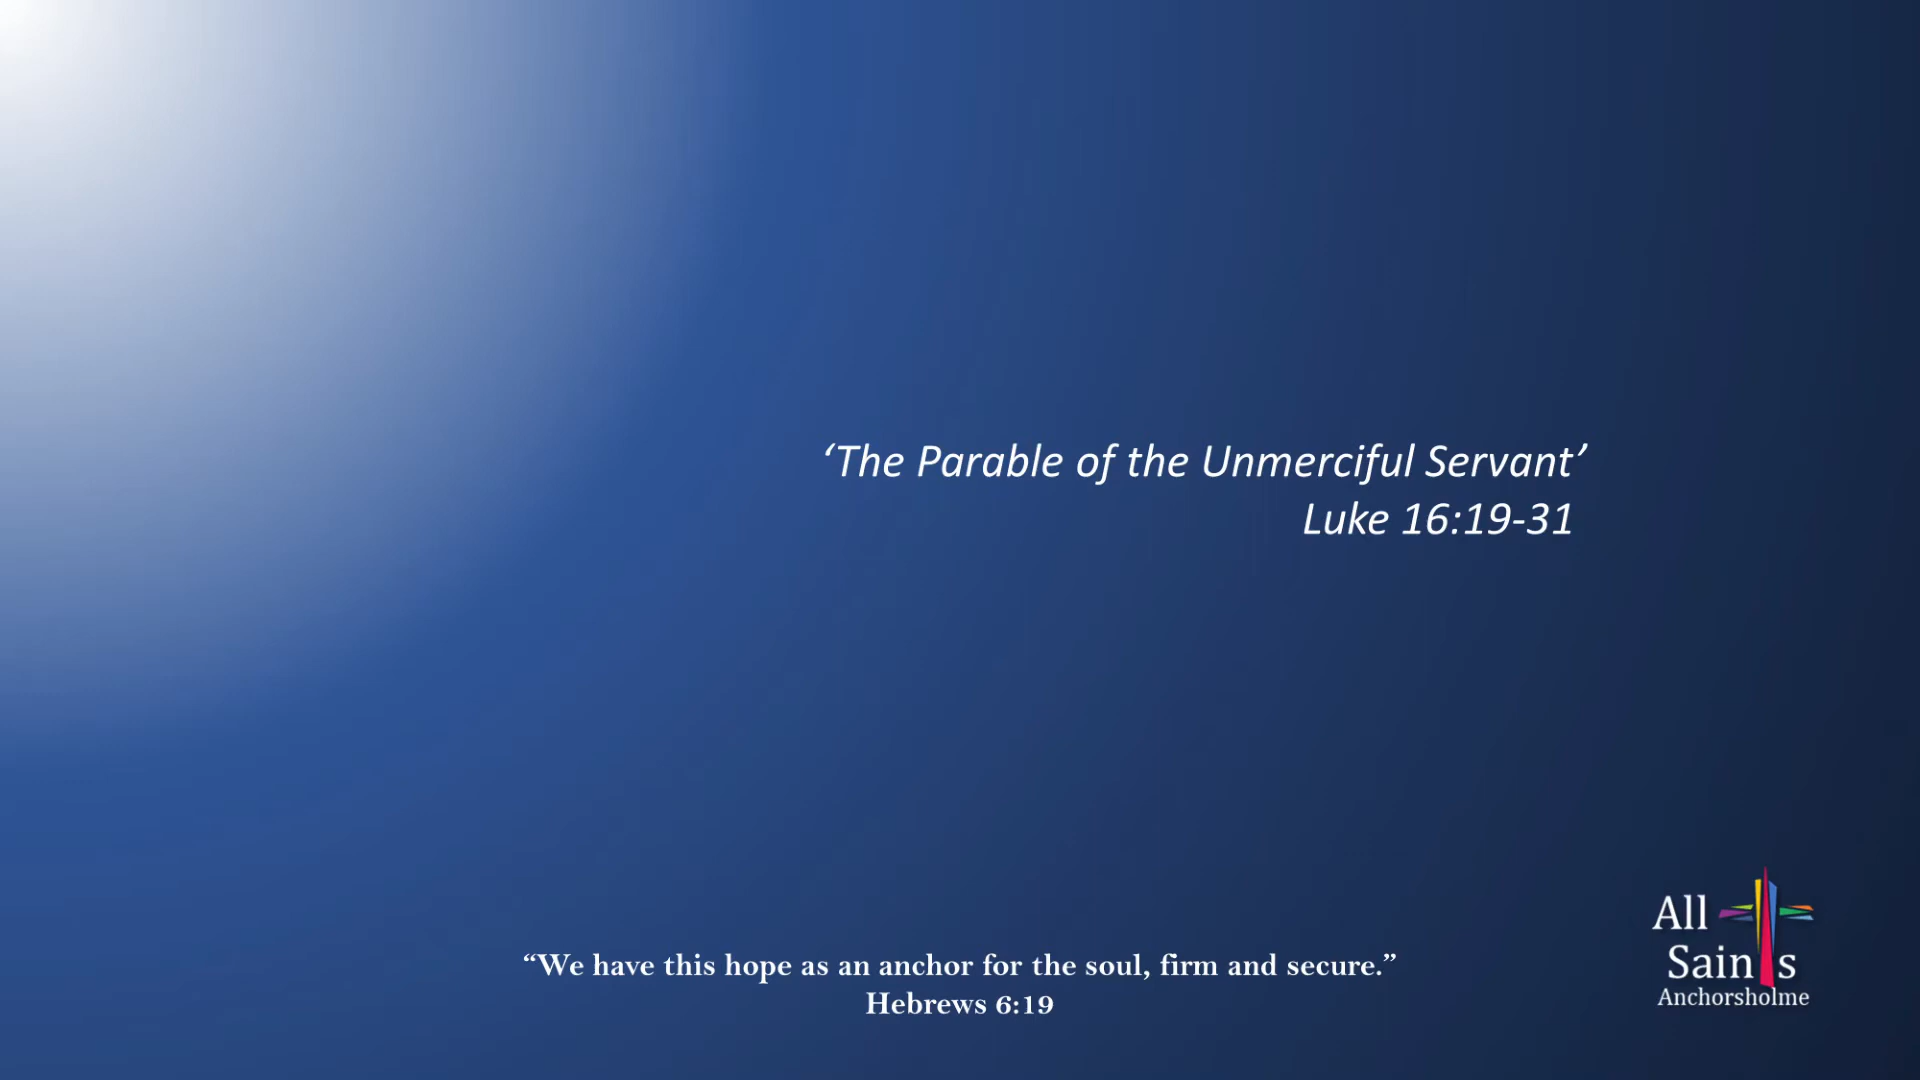 ‘The Parable of the Unmerciful Servant’
Luke 16:19-31
“We have this hope as an anchor for the soul, firm and secure.”
Hebrews 6:19
All
Saints
Anchorsholme